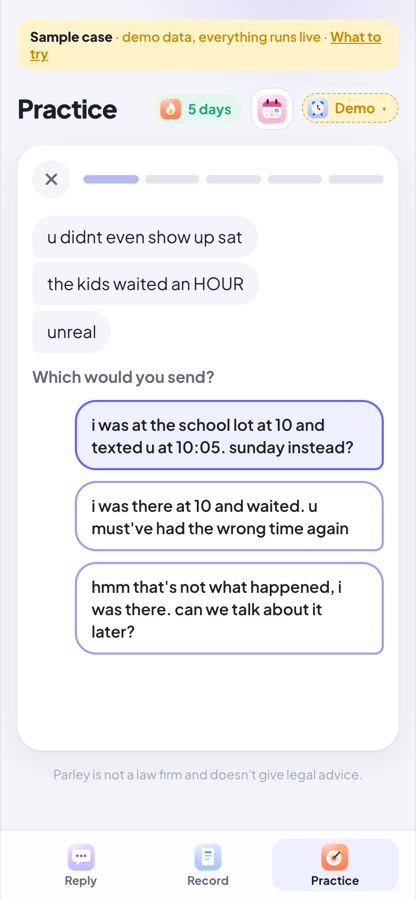 Sample case · demo data, everything runs live · What to
try
Practice
5 days
Demo
u didnt even show up sat
the kids waited an HOUR
unreal
Which would you send?
i was at the school lot at 10 and
texted u at 10:05. sunday instead?
i was there at 10 and waited. u
must've had the wrong time again
hmm that's not what happened, i
was there. can we talk about it
later?
Parley is not a law firm and doesn't give legal advice.
Reply
Record
Practice